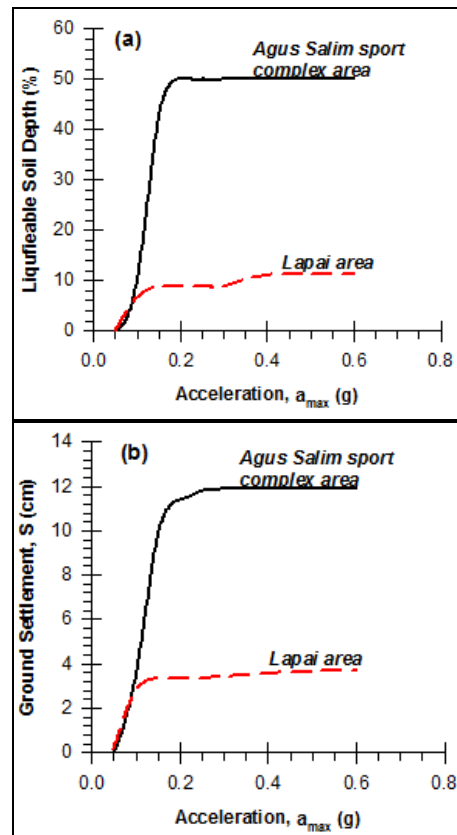 (a)
Agus Salim sport
complex area
Lapai area
Liqufieable Soil Depth (%)
60
50
40
30
20
10
0
0.0 0.2 0.4 0.6 0.8
Acceleration, amax (g)
(b)
Agus Salim sport
complex area
Lapai area
Ground Settlement, S (cm)
14
12
10
8
6
4
2
0
0.0 0.2 0.4 0.6 0.8
Acceleration, amax (g)